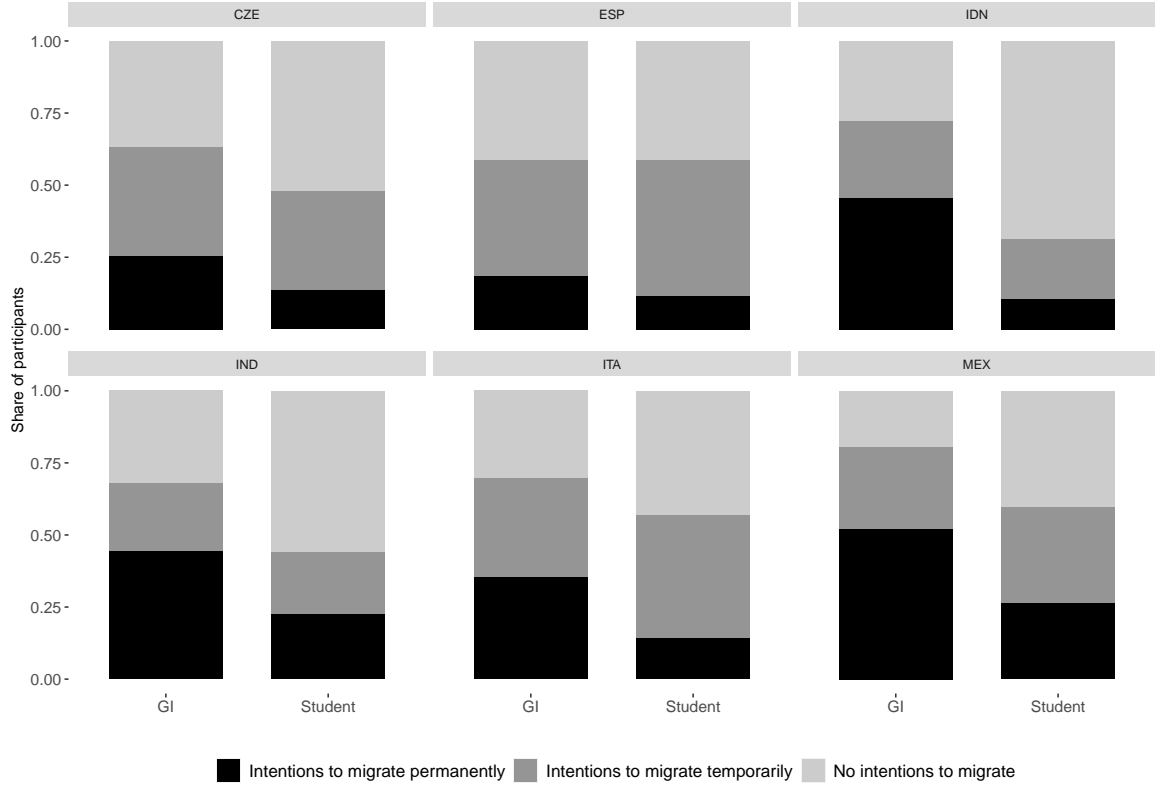 CZE ESP IDN
1.00
0.75
0.50
0.25
0.00
IND ITA MEX
1.00
0.75
0.50
0.25
0.00
Share of participants
GI Student GI Student GI Student
Intentions to migrate permanently Intentions to migrate temporarily No intentions to migrate